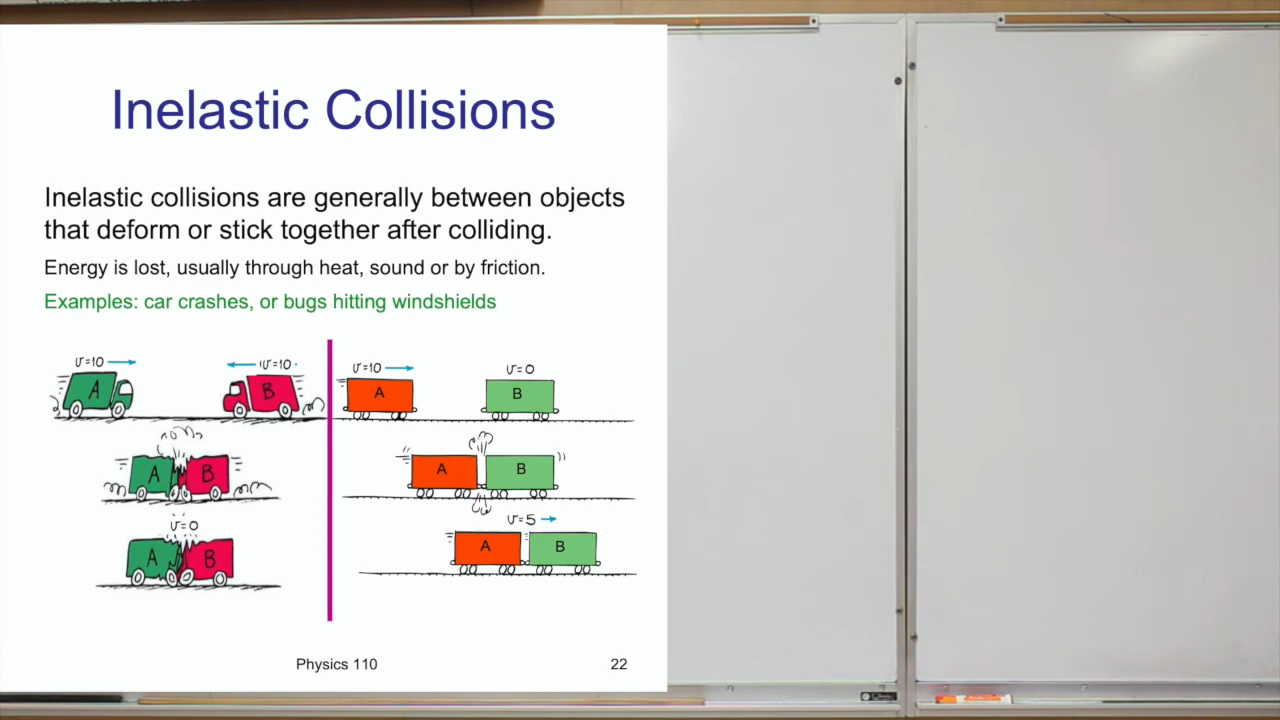 Inelastic Collisions
Inelastic collisions are generally between objects
that deform or stick together after colliding.
Energy is lost, usually through heat, sound or by friction.
Examples: car crashes, or bugs hitting windshields
v=10
v=10
A
B
A
B
v=0
A
B
v=10
v=0
A
B
A
B
v=5
A
B
Physics 110
22